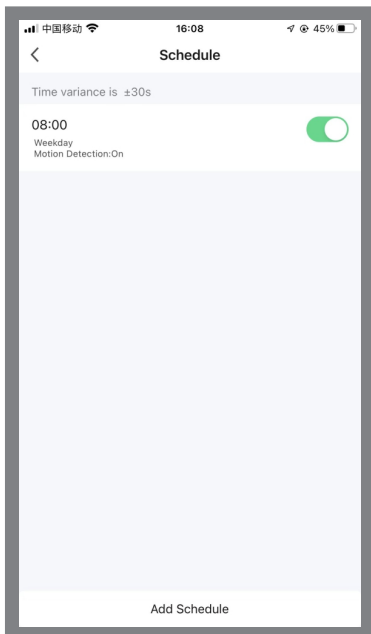 中国移动 16:08 45%
Schedule
Time variance is ±30s
08:00
Weekday
Motion Detection:On
Add Schedule